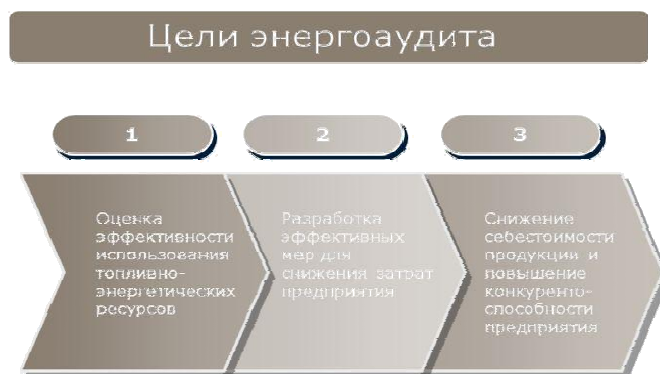 Цели энергоаудита
1
2
3
Оценка
эффективности
использования
топливно-
энергетических
ресурсов
Разработка
эффективных
мер для
снижения затрат
предприятия
Снижение
себестоимости
продукции и
повышение
конкуренто-
способности
предприятия